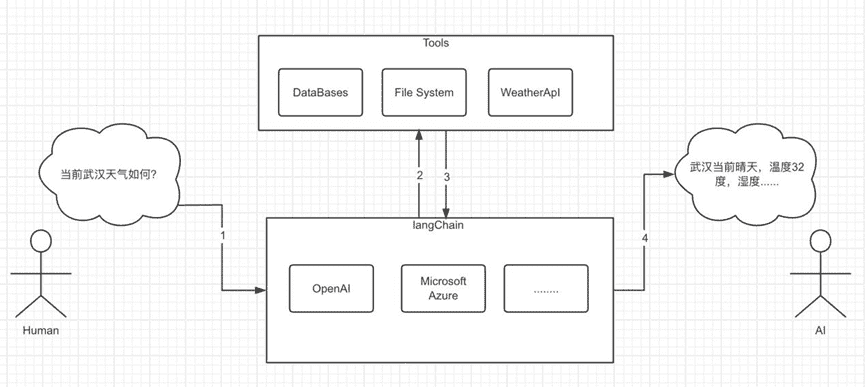 Tools
DataBases
File System
WeatherApI
当前武汉天气如何?
武汉当前晴天，温度32
度，湿度......
2
3
1
langChain
4
OpenAI
Microsoft
Azure
........
Human
AI